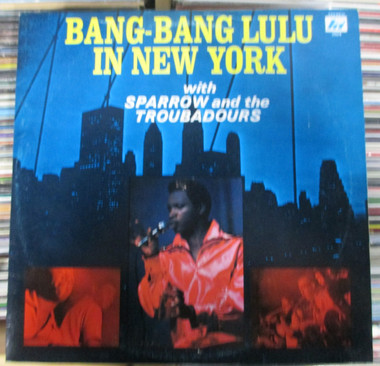 BANG-BANG LULU
IN NEW YORK
with
SPARROW and the
TROUBADOURS